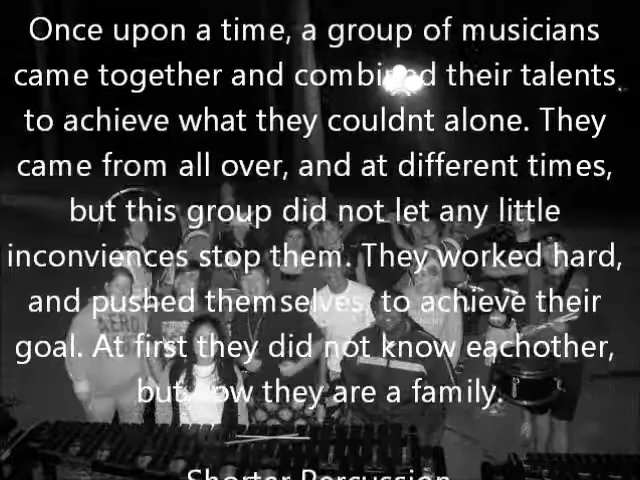 Once upon a time, a group of musicians
came together and combined their talents
to achieve what they couldnt alone. They
came from all over, and at different times,
but this group did not let any little
inconviences stop them. They worked hard,
and pushed themselves, to achieve their
goal. At first they did not know eachother,
but now they are a family.
Shorter Percussion